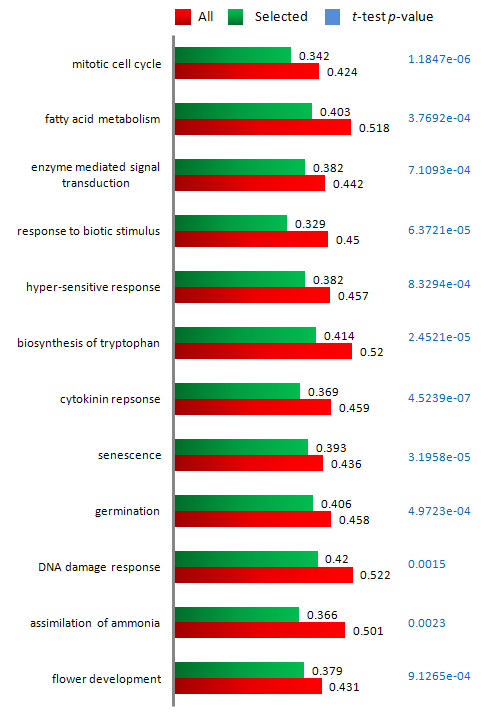 All Selected t-test p-value
mitotic cell cycle 0.342 0.424 1.1847e-06
fatty acid metabolism 0.403 0.518 3.7692e-04
enzyme mediated signal
transduction 0.382 0.442 7.1093e-04
response to biotic stimulus 0.329 0.45 6.3721e-05
hyper-sensitive response 0.382 0.457 8.3294e-04
biosynthesis of tryptophan 0.414 0.52 2.4521e-05
cytokinin repsonse 0.369 0.459 4.5239e-07
senescence 0.393 0.436 3.1958e-05
germination 0.406 0.458 4.9723e-04
DNA damage response 0.42 0.522 0.0015
assimilation of ammonia 0.366 0.501 0.0023
flower development 0.379 0.431 9.1265e-04